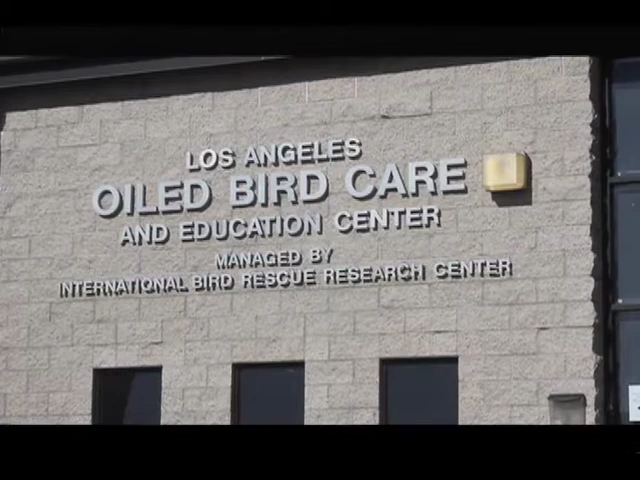 LOS ANGELES
OILED BIRD CARE
AND EDUCATION CENTER
MANAGED BY
INTERNATIONAL BIRD RESCUE RESEARCH CENTER